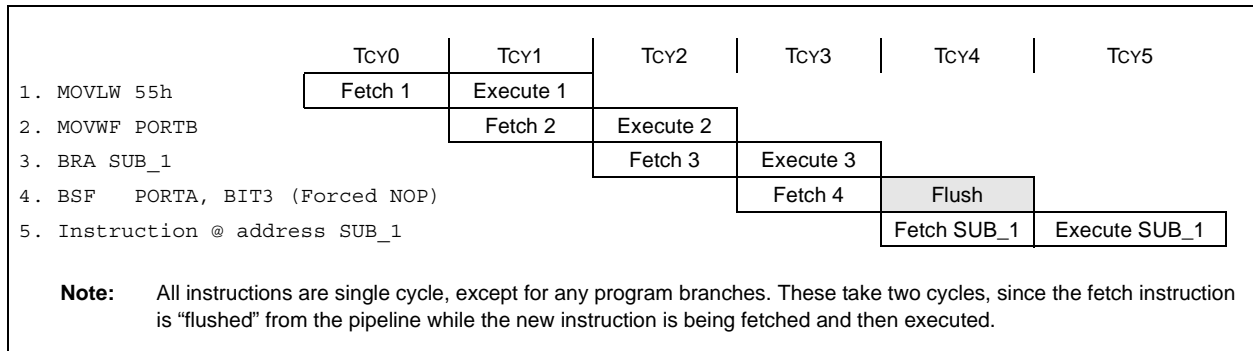 TCY0 TCY1 TCY2 TCY3 TCY4 TCY5
1. MOVLW 55h Fetch 1 Execute 1
2. MOVWF PORTB Fetch 2 Execute 2
3. BRA SUB_1 Fetch 3 Execute 3
4. BSF PORTA, BIT3 (Forced NOP) Fetch 4 Flush
5. Instruction @ address SUB_1 Fetch SUB_1 Execute SUB_1
Note: All instructions are single cycle, except for any program branches. These take two cycles, since the fetch instruction
is “flushed” from the pipeline while the new instruction is being fetched and then executed.